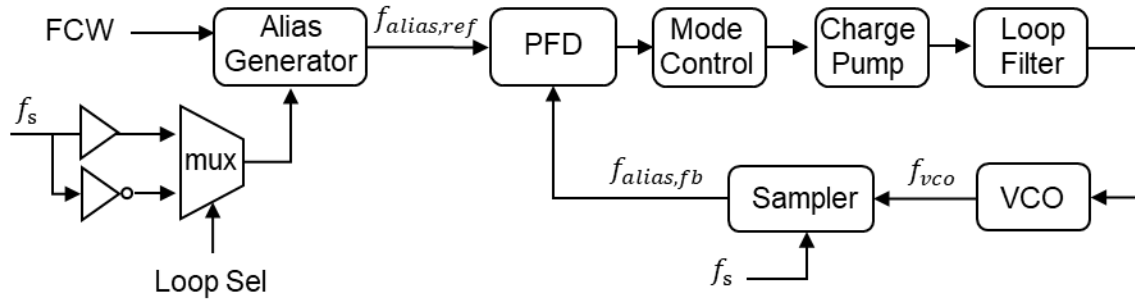 FCW
Alias
Generator
f_alias,ref
PFD
Mode
Control
Charge
Pump
Loop
Filter
f_s
mux
f_alias,fb
Sampler
f_vco
VCO
f_s
Loop Sel